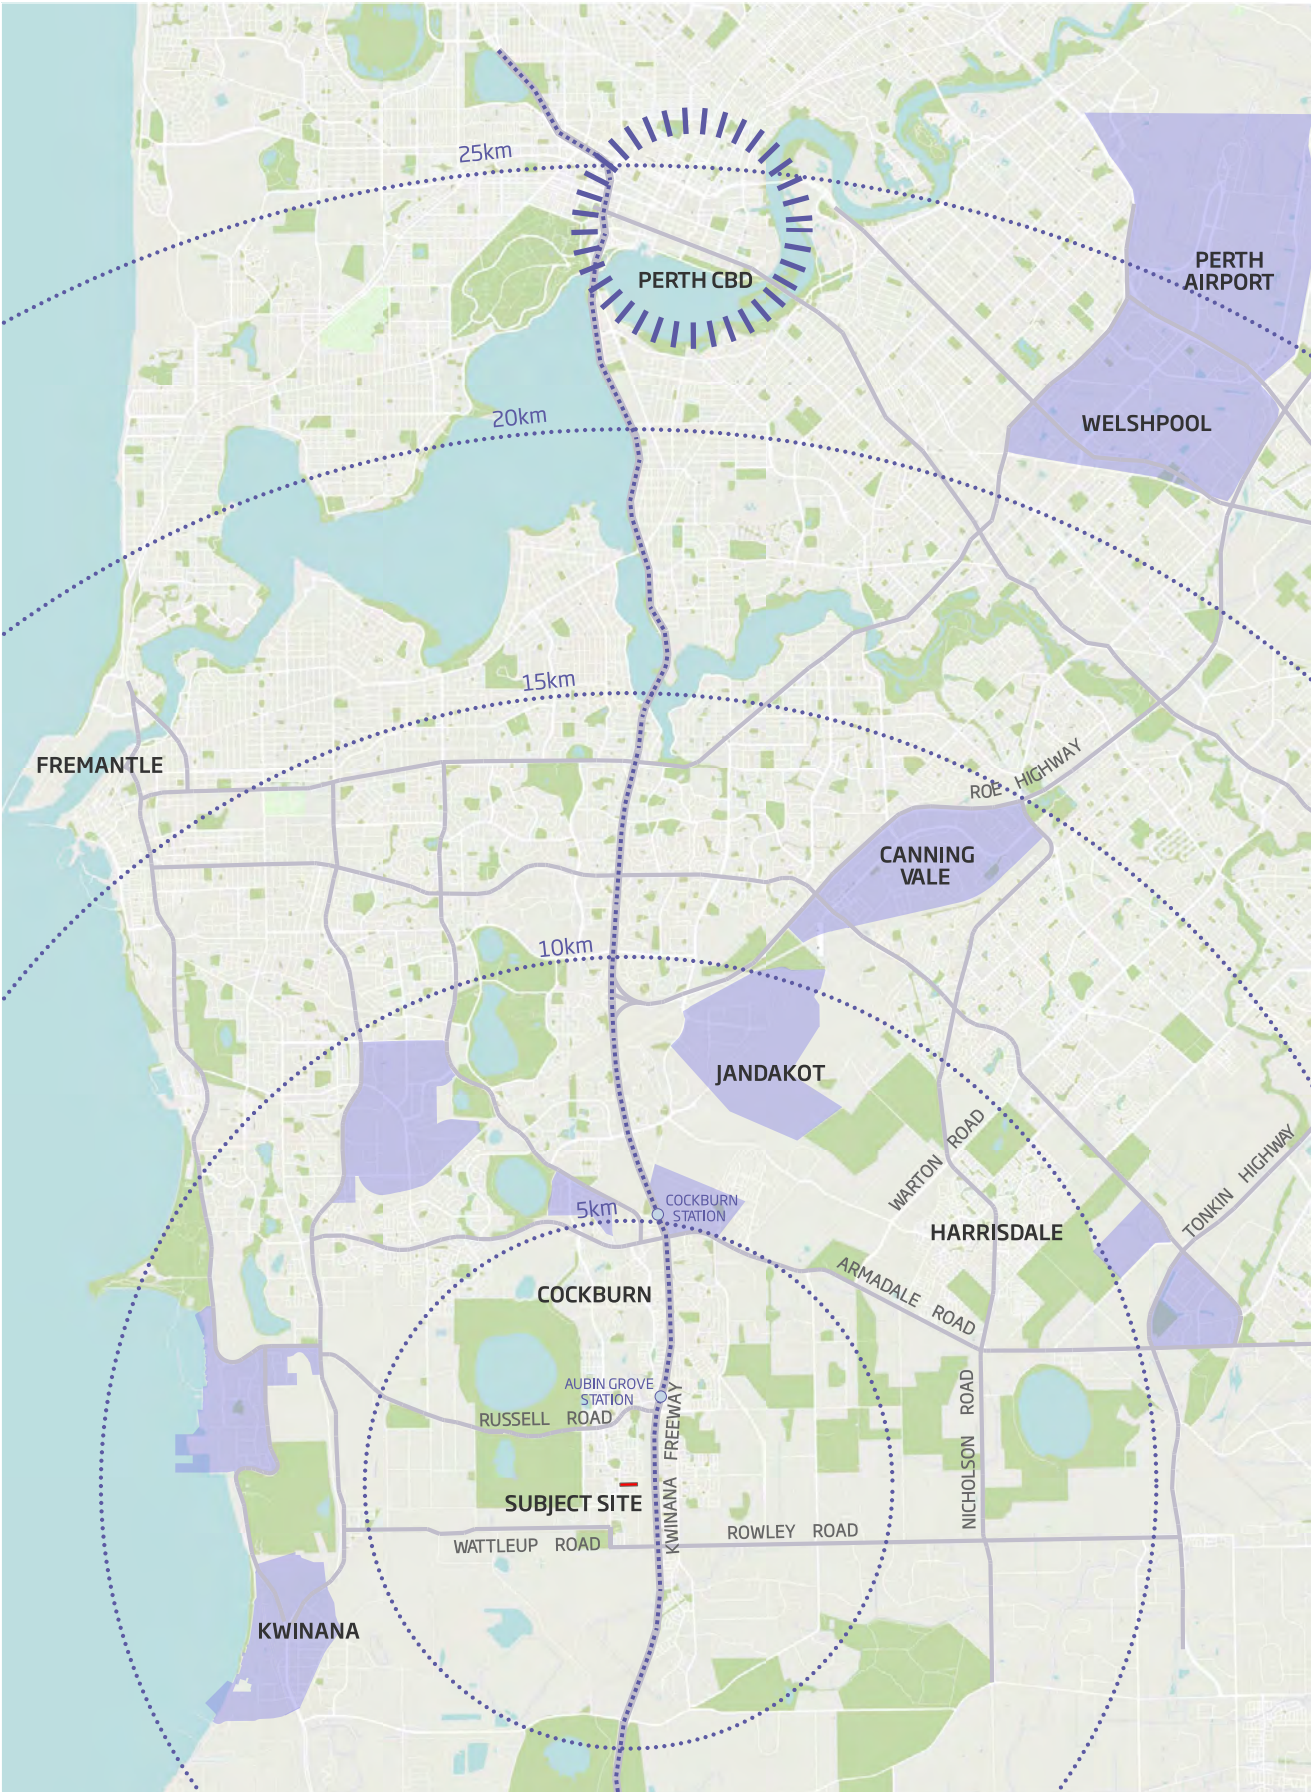 25km
PERTH CBD
PERTH
AIRPORT
20km
WELSHPOOL
15km
FREMANTLE
ROE HIGHWAY
CANNING
VALE
10km
JANDAKOT
WARTON ROAD
5km
COCKBURN
STATION
HARRISDALE
TONKIN HIGHWAY
COCKBURN
ARMADALE ROAD
AUBIN GROVE
STATION
RUSSELL ROAD
KWINANA FREEWAY
NICHOLSON ROAD
SUBJECT SITE
WATTLEUP ROAD
ROWLEY ROAD
KWINANA